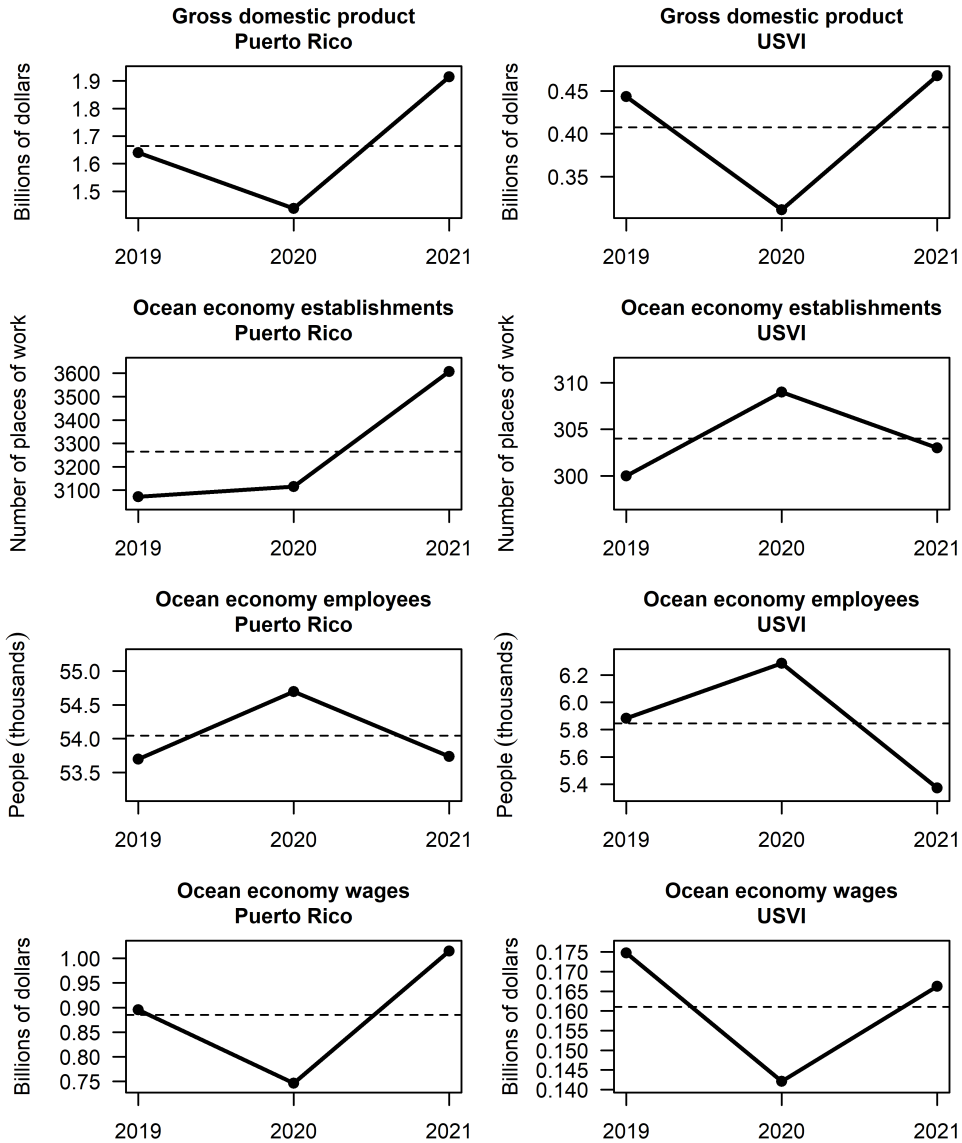 Gross domestic product
Puerto Rico
Billions of dollars
1.9
1.8
1.7
1.6
1.5
2019 2020 2021
Gross domestic product
USVI
Billions of dollars
0.45
0.40
0.35
2019 2020 2021
Ocean economy establishments
Puerto Rico
Number of places of work
3600
3500
3400
3300
3200
3100
2019 2020 2021
Ocean economy establishments
USVI
Number of places of work
310
305
300
2019 2020 2021
Ocean economy employees
Puerto Rico
People (thousands)
55.0
54.5
54.0
53.5
2019 2020 2021
Ocean economy employees
USVI
People (thousands)
6.2
6.0
5.8
5.6
5.4
2019 2020 2021
Ocean economy wages
Puerto Rico
Billions of dollars
1.00
0.95
0.90
0.85
0.80
0.75
2019 2020 2021
Ocean economy wages
USVI
Billions of dollars
0.175
0.170
0.165
0.160
0.155
0.150
0.145
0.140
2019 2020 2021